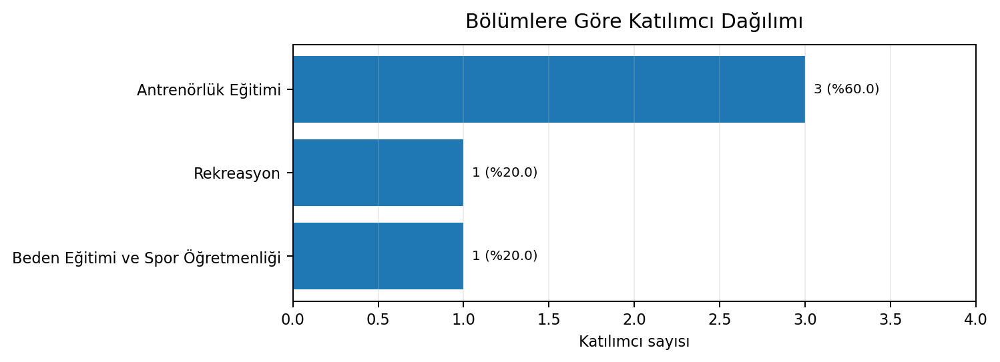 Bölümlere Göre Katılımcı Dağılımı
Antrenörlük Eğitimi
3 (%60.0)
Rekreasyon
1 (%20.0)
Beden Eğitimi ve Spor Öğretmenliği
1 (%20.0)
0.0 0.5 1.0 1.5 2.0 2.5 3.0 3.5 4.0
Katılımcı sayısı